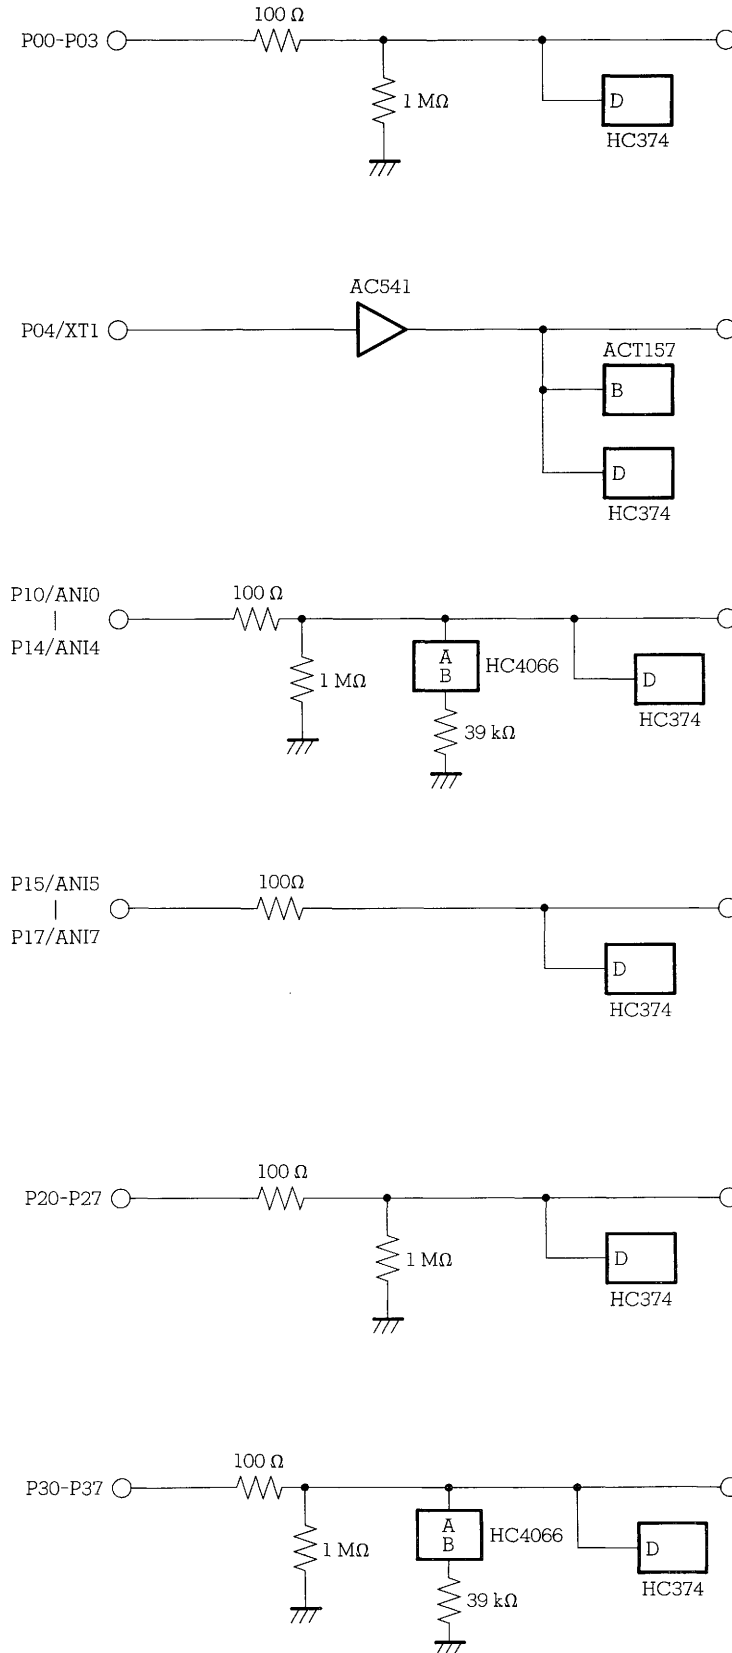 100 Ω
P00-P03
1 MΩ
D
HC374
AC541
P04/XT1
ACT157
B
D
HC374
P10/ANI0
|
P14/ANI4
100 Ω
1 MΩ
A
B
HC4066
39 kΩ
D
HC374
P15/ANI5
|
P17/ANI7
100Ω
D
HC374
100 Ω
P20-P27
1 MΩ
D
HC374
100 Ω
P30-P37
1 MΩ
A
B
HC4066
39 kΩ
D
HC374